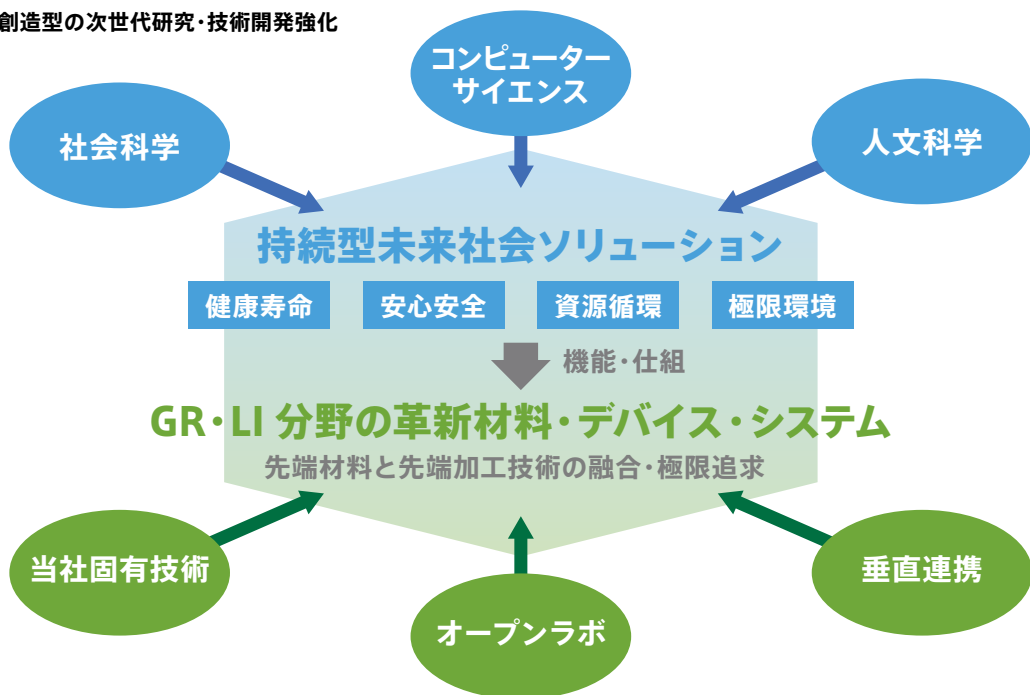 創造型の次世代研究・技術開発強化
コンピューター
サイエンス
社会科学
人文科学
持続型未来社会ソリューション
健康寿命
安心安全
資源循環
極限環境
機能・仕組
GR・LI 分野の革新材料・デバイス・システム
先端材料と先端加工技術の融合・極限追求
当社固有技術
オープンラボ
垂直連携